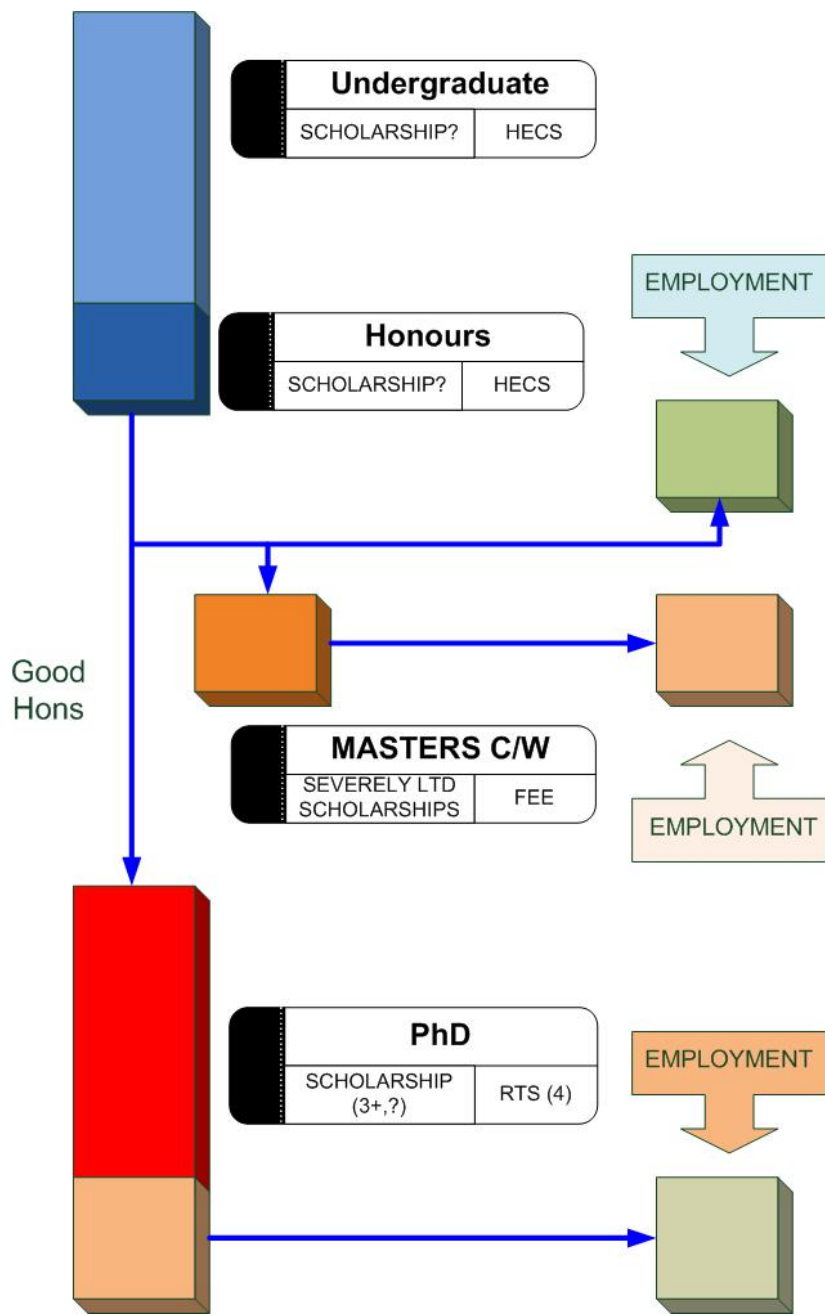 Undergraduate
SCHOLARSHIP?
HECS
EMPLOYMENT
Honours
SCHOLARSHIP?
HECS
Good
Hons
MASTERS C/W
SEVERELY LTD
SCHOLARSHIPS
FEE
EMPLOYMENT
PhD
SCHOLARSHIP
(3+,?)
RTS (4)
EMPLOYMENT